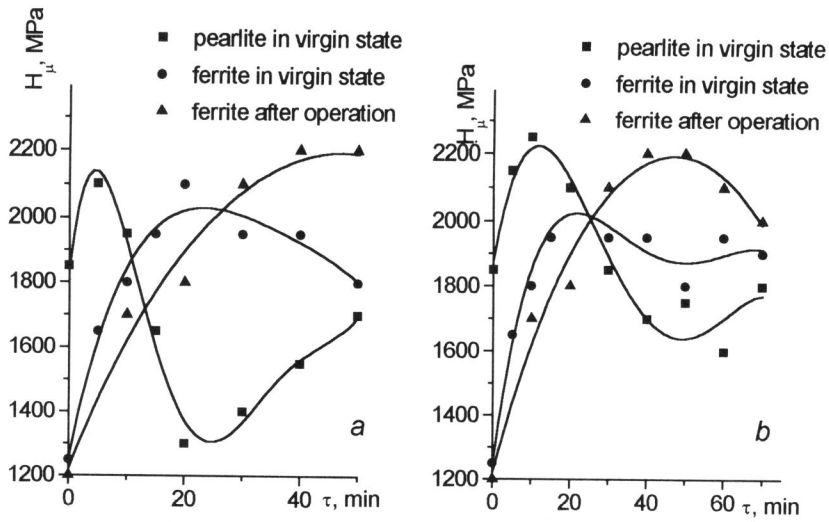 H_μ, MPa
■ pearlite in virgin state
● ferrite in virgin state
▲ ferrite after operation
2200
2000
1800
1600
1400
1200
0
20
40
τ, min
a
H_μ, MPa
■ pearlite in virgin state
● ferrite in virgin state
▲ ferrite after operation
2200
2000
1800
1600
1400
1200
0
20
40
60
τ, min
b